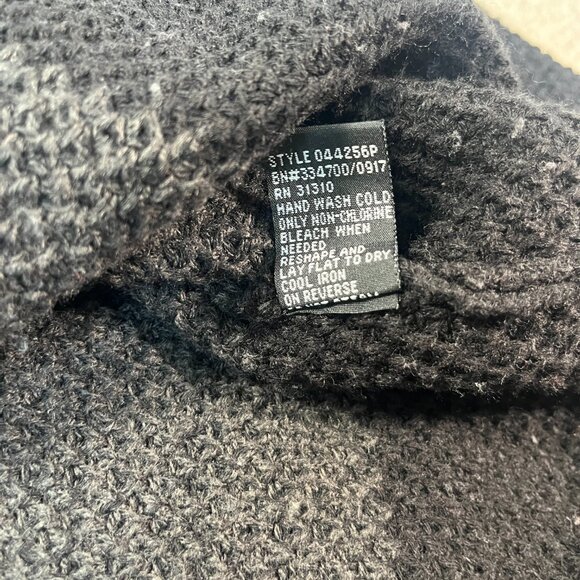 STYLE 044256P
BN#334700/0917
RN 31310
HAND WASH COLD
ONLY NON-CHLORINE
BLEACH WHEN
NEEDED
RESHAPE AND
LAY FLAT TO DRY
COOL IRON
ON REVERSE